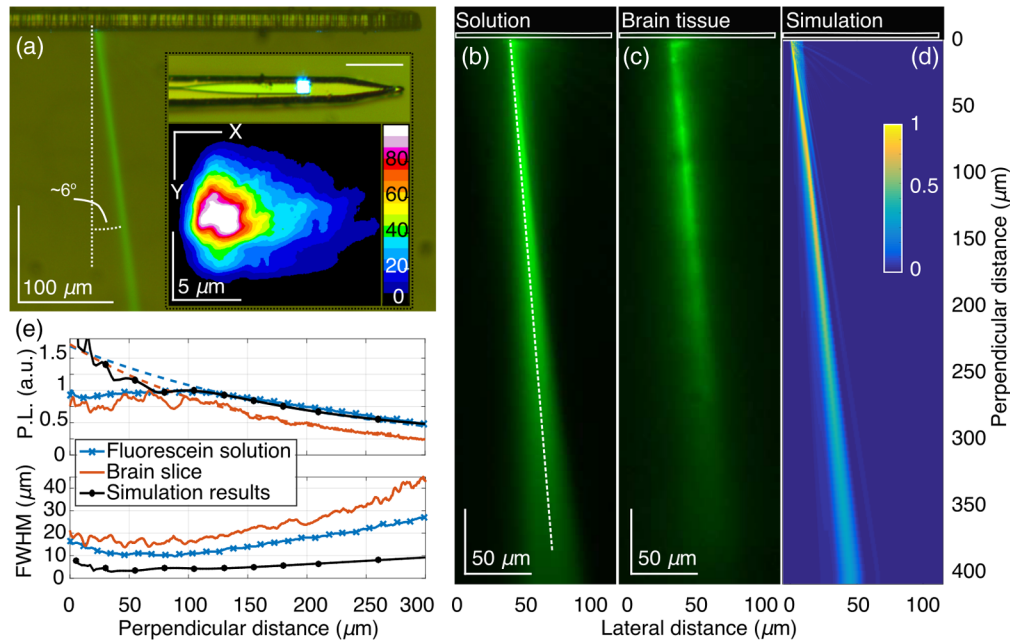 (a)
~6°
100 µm
X
Y
5 µm
80
60
40
20
0
Solution
Brain tissue
Simulation
(b)
(c)
(d)
50 µm
50 µm
1
0.5
0
0
50
100
150
200
250
300
350
400
Perpendicular distance (µm)
0
50
100
0
50
100
0
50
100
Lateral distance (µm)
(e)
1.5
1
0.5
0
P.L. (a.u.)
Fluorescein solution
Brain slice
Simulation results
40
30
20
10
0
FWHM (µm)
0
50
100
150
200
250
300
Perpendicular distance (µm)